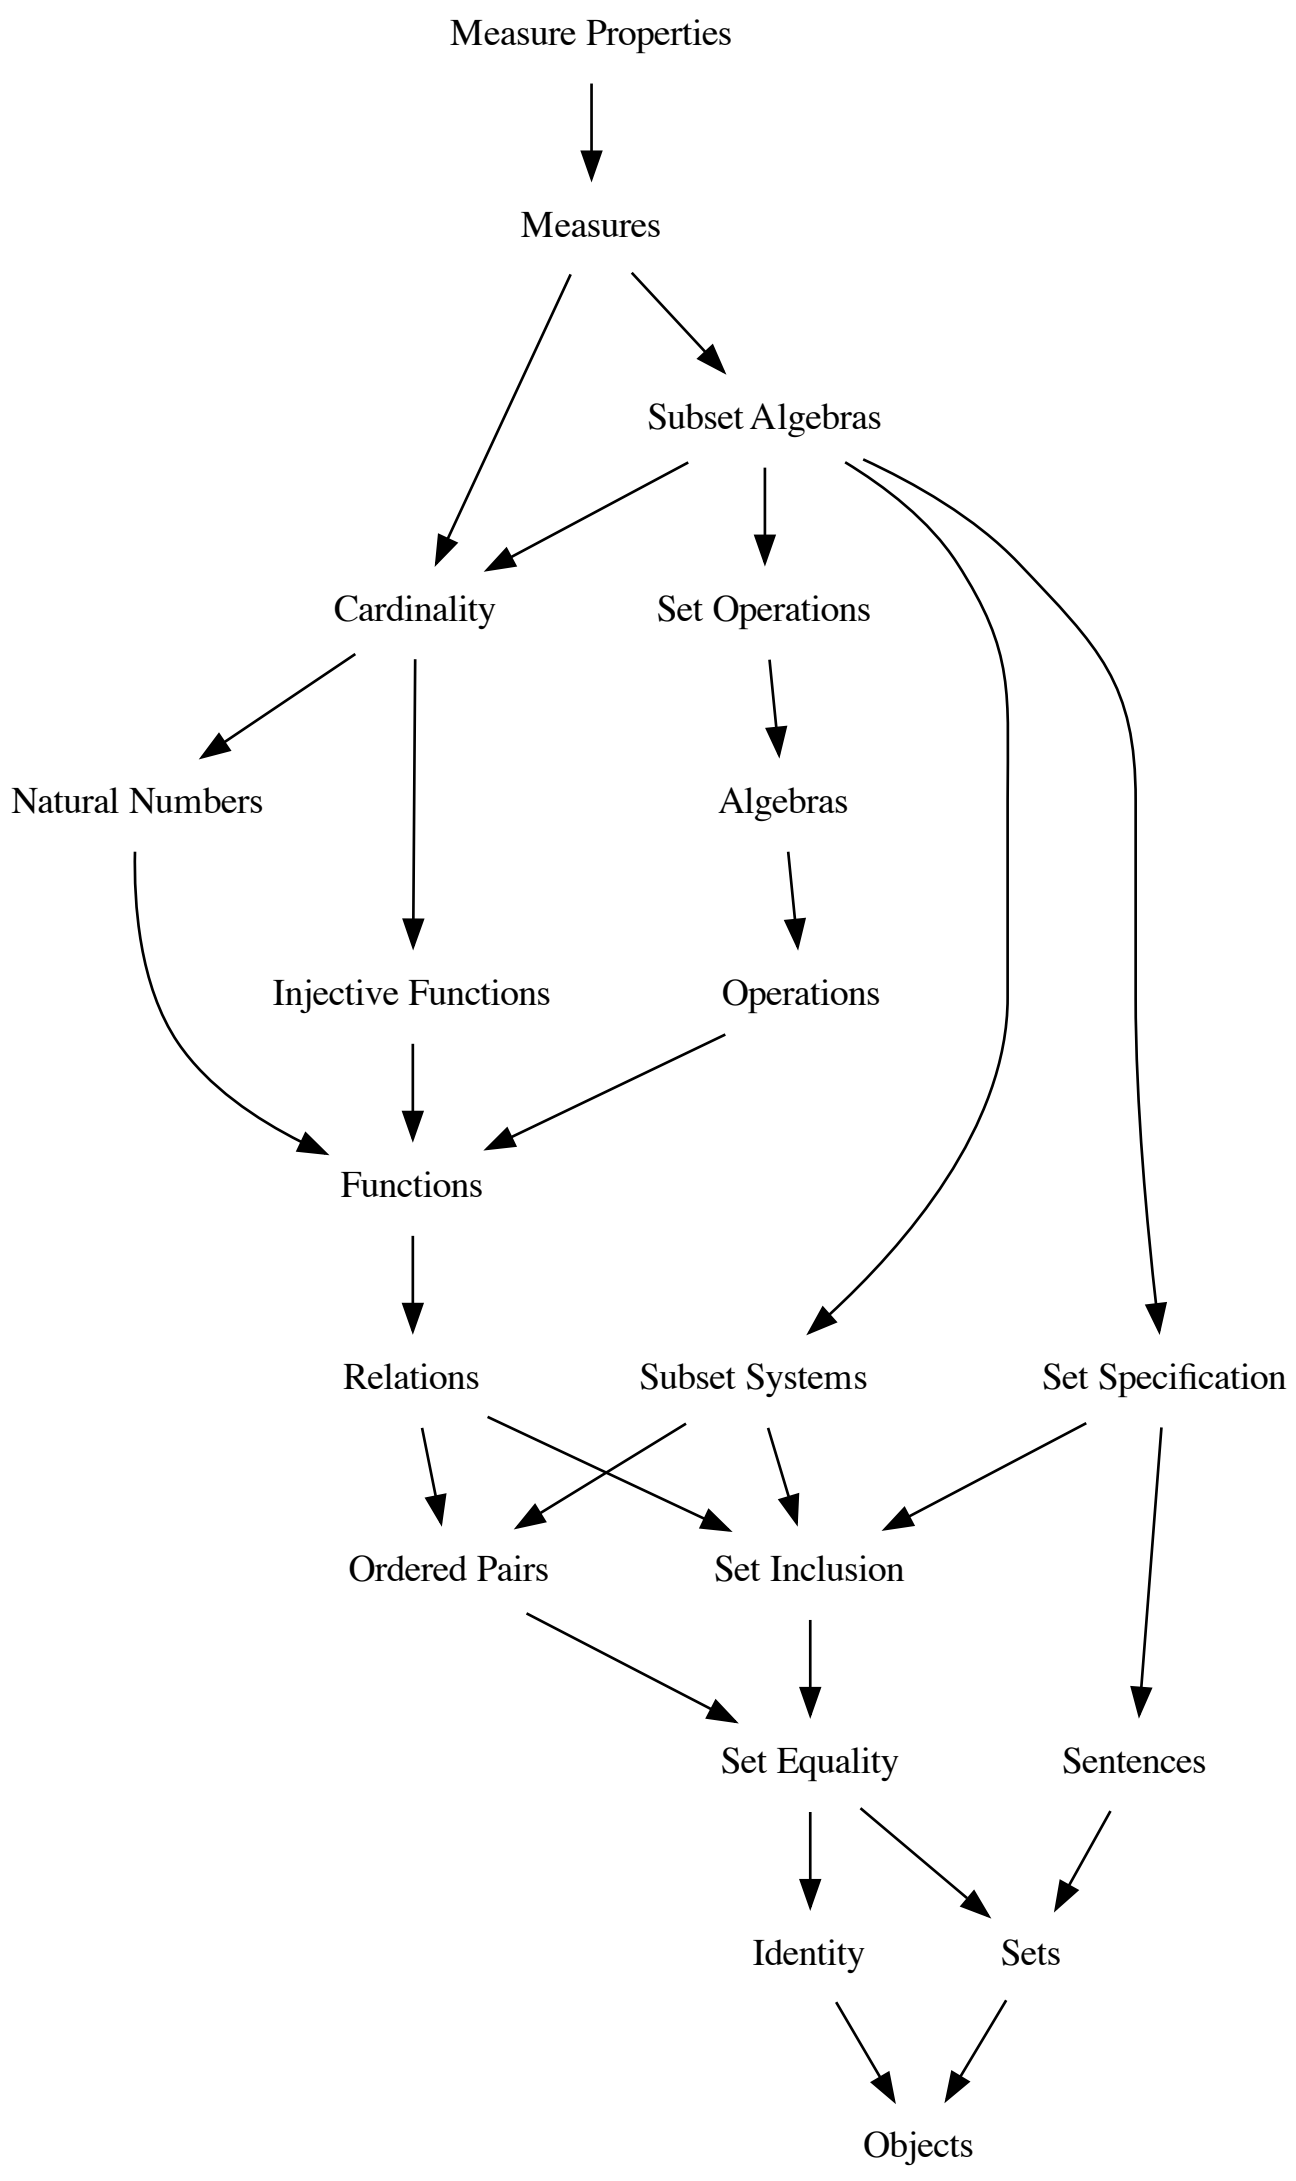 Measure Properties
Measures
Subset Algebras
Cardinality
Set Operations
Natural Numbers
Algebras
Injective Functions
Operations
Functions
Relations
Subset Systems
Set Specification
Ordered Pairs
Set Inclusion
Set Equality
Sentences
Identity
Sets
Objects